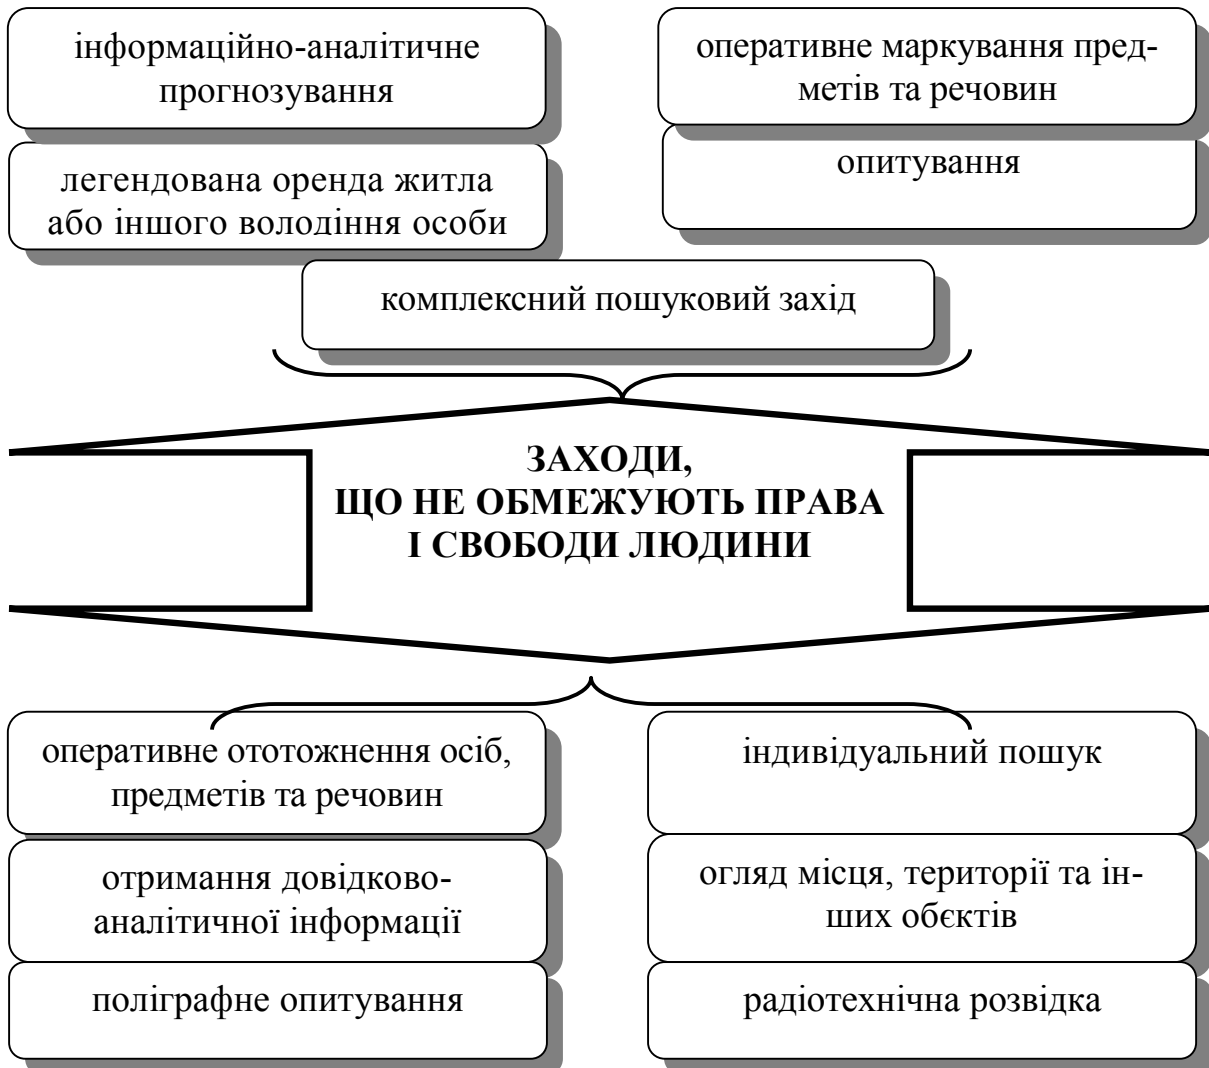 інформаційно-аналітичне
прогнозування
оперативне маркування пред-
метів та речовин
легендована оренда житла
або іншого володіння особи
опитування
комплексний пошуковий захід
ЗАХОДИ,
ЩО НЕ ОБМЕЖУЮТЬ ПРАВА
І СВОБОДИ ЛЮДИНИ
оперативне ототожнення осіб,
предметів та речовин
індивідуальний пошук
отримання довідково-
аналітичної інформації
огляд місця, території та ін-
ших обєктів
поліграфне опитування
радіотехнічна розвідка